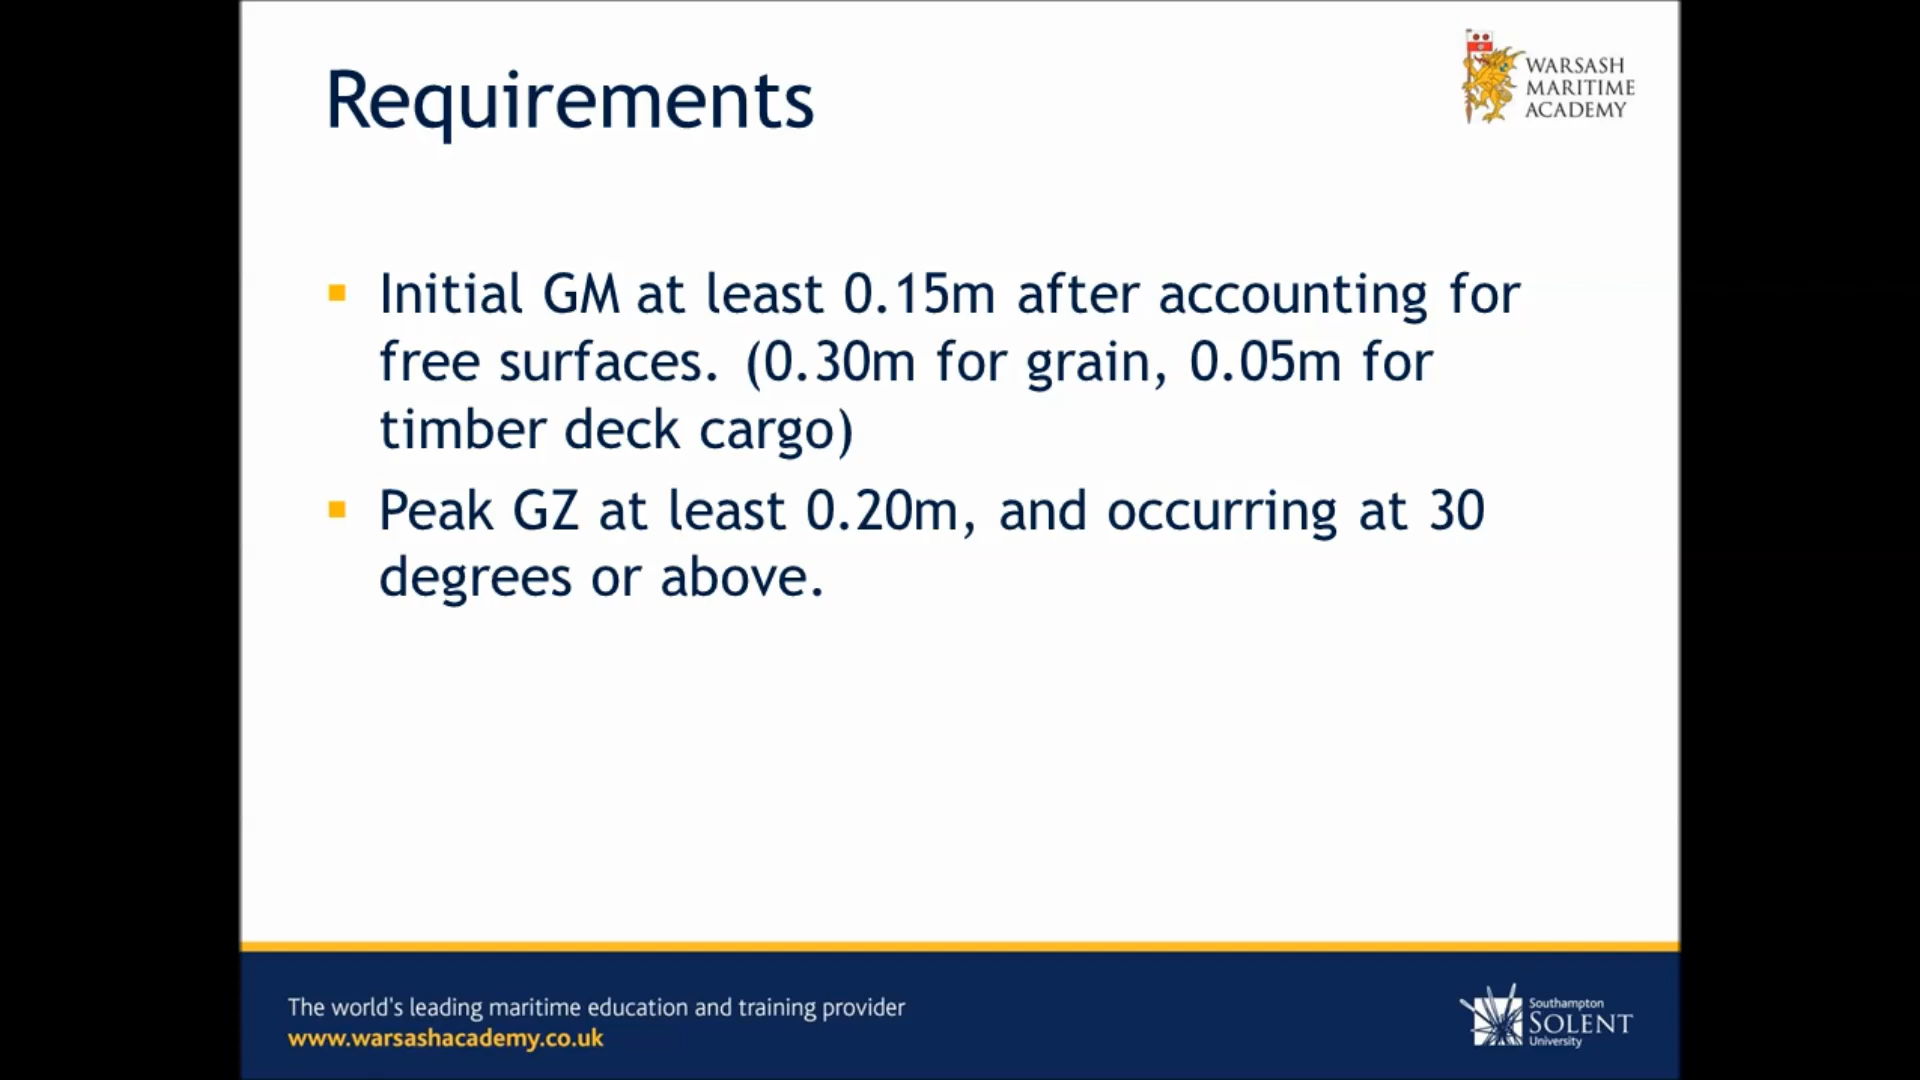 Requirements
WARSASH
MARITIME
ACADEMY
Initial GM at least 0.15m after accounting for
free surfaces. (0.30m for grain, 0.05m for
timber deck cargo)
Peak GZ at least 0.20m, and occurring at 30
degrees or above.
The world's leading maritime education and training provider
www.warsashacademy.co.uk
Southampton
SOLENT
University